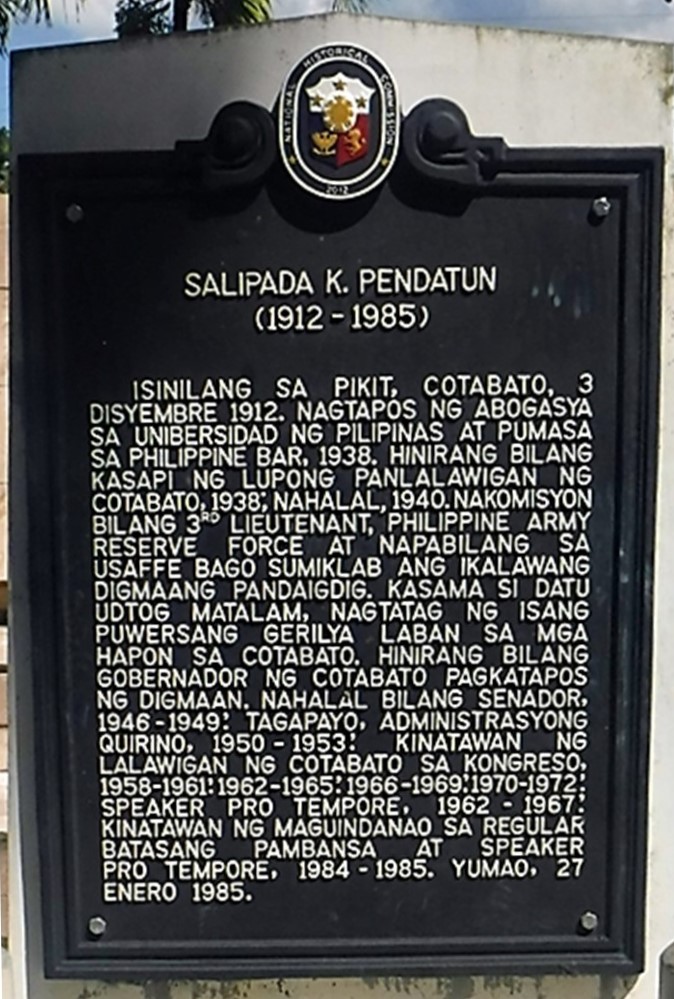 NATIONAL HISTORICAL COMMISSION
2012
SALIPADA K. PENDATUN
(1912 - 1985)
ISINILANG SA PIKIT, COTABATO, 3
DISYEMBRE 1912. NAGTAPOS NG ABOGASYA
SA UNIBERSIDAD NG PILIPINAS AT PUMASA
SA PHILIPPINE BAR, 1938. HINIRANG BILANG
KASAPI NG LUPONG PANLALAWIGAN NG
COTABATO, 1938; NAHALAL, 1940. NAKOMISYON
BILANG 3RD LIEUTENANT, PHILIPPINE ARMY
RESERVE FORCE AT NAPABILANG SA
USAFFE BAGO SUMIKLAB ANG IKALAWANG
DIGMAANG PANDAIGDIG. KASAMA SI DATU
UDTOG MATALAM, NAGTATAG NG ISANG
PUWERSANG GERILYA LABAN SA MGA
HAPON SA COTABATO. HINIRANG BILANG
GOBERNADOR NG COTABATO PAGKATAPOS
NG DIGMAAN. NAHALAL BILANG SENADOR,
1946-1949; TAGAPAYO, ADMINISTRASYONG
QUIRINO, 1950 - 1953; KINATAWAN NG
LALAWIGAN NG COTABATO SA KONGRESO,
1958-1961; 1962-1965; 1966-1969; 1970-1972;
SPEAKER PRO TEMPORE, 1962 - 1967;
KINATAWAN NG MAGUINDANAO SA REGULAR
BATASANG PAMBANSA AT SPEAKER
PRO TEMPORE, 1984 - 1985. YUMAO, 27
ENERO 1985.